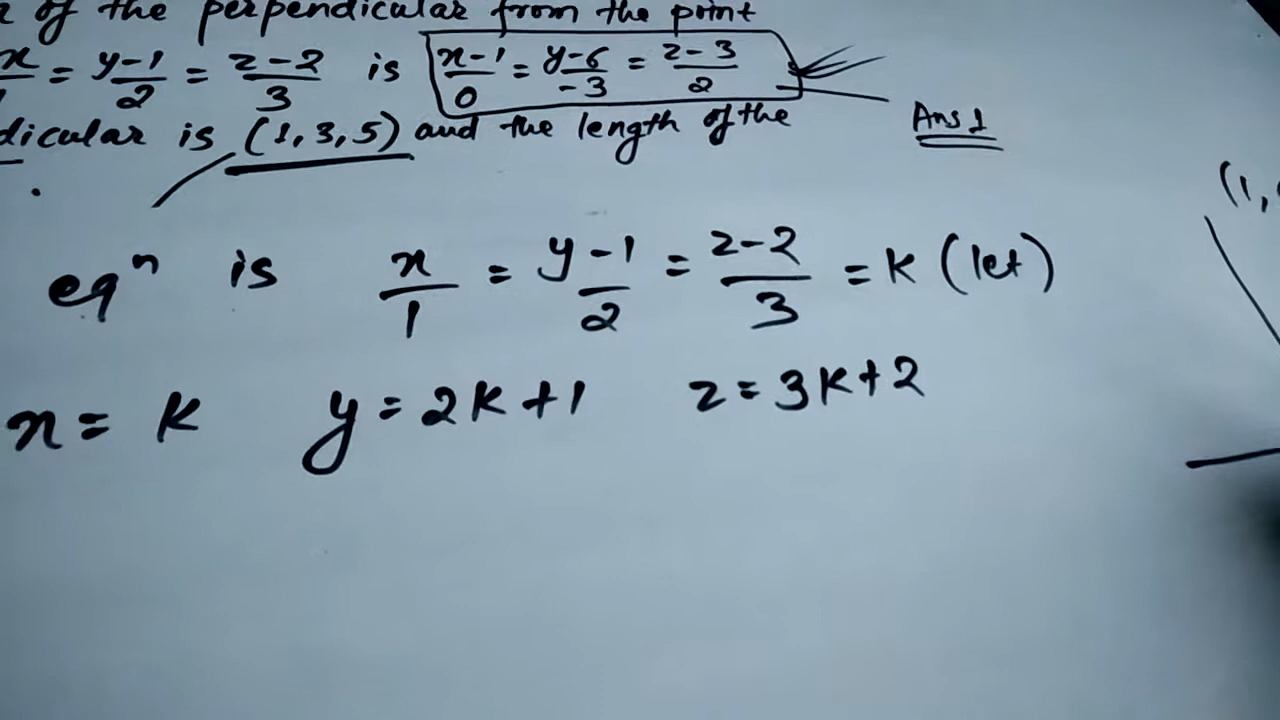 of the perpendicular from the point
x = y-1/2 = z-2/3 is x-1/0 = y-6/-3 = z-3/2
dicular is (1,3,5) and the length of the
Ans 1
(1,
eqⁿ is x/1 = y-1/2 = z-2/3 = k (let)
x = k y = 2k+1 z = 3k+2